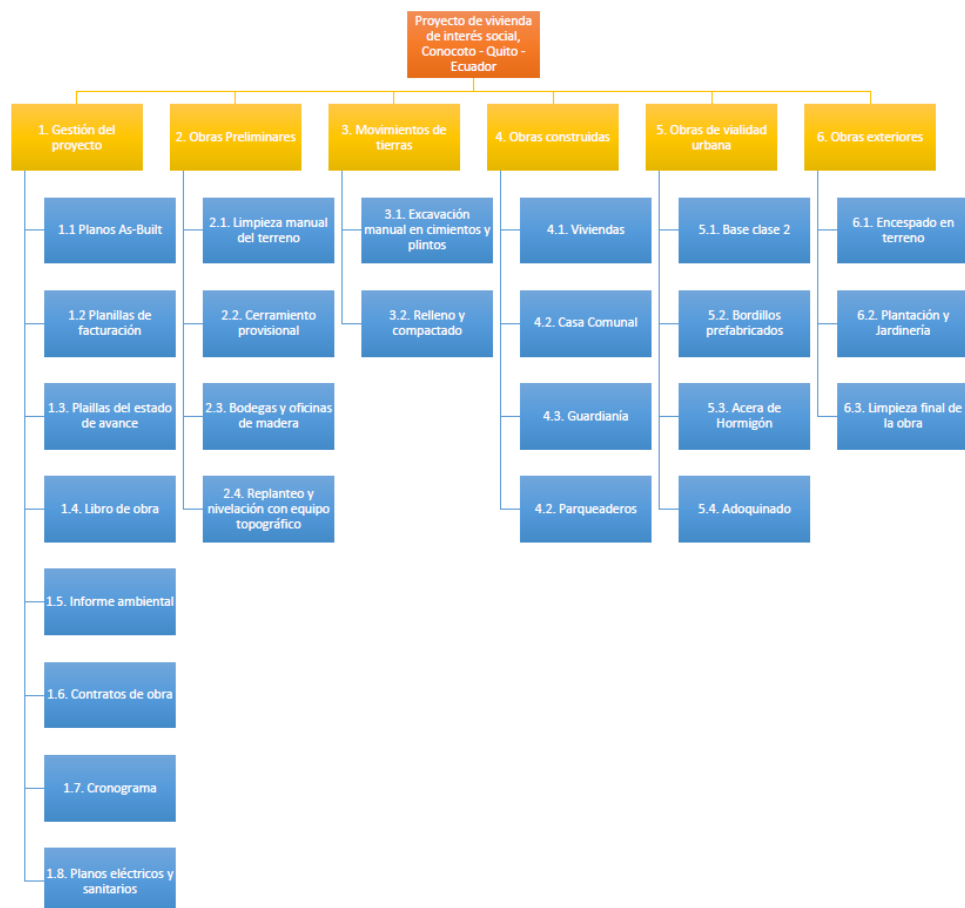 Proyecto de vivienda
de interés social,
Conocoto - Quito -
Ecuador
1. Gestión del
proyecto
2. Obras Preliminares
3. Movimientos de
tierras
4. Obras construidas
5. Obras de vialidad
urbana
6. Obras exteriores
1.1 Planos As-Built
1.2 Planillas de
facturación
1.3. Plaillas del estado
de avance
1.4. Libro de obra
1.5. Informe ambiental
1.6. Contratos de obra
1.7. Cronograma
1.8. Planos eléctricos y
sanitarios
2.1. Limpieza manual
del terreno
2.2. Cerramiento
provisional
2.3. Bodegas y oficinas
de madera
2.4. Replanteo y
nivelación con equipo
topográfico
3.1. Excavación
manual en cimientos y
plintos
3.2. Relleno y
compactado
4.1. Viviendas
4.2. Casa Comunal
4.3. Guardianía
4.2. Parqueaderos
5.1. Base clase 2
5.2. Bordillos
prefabricados
5.3. Acera de
Hormigón
5.4. Adoquinado
6.1. Encespado en
terreno
6.2. Plantación y
Jardinería
6.3. Limpieza final de
la obra